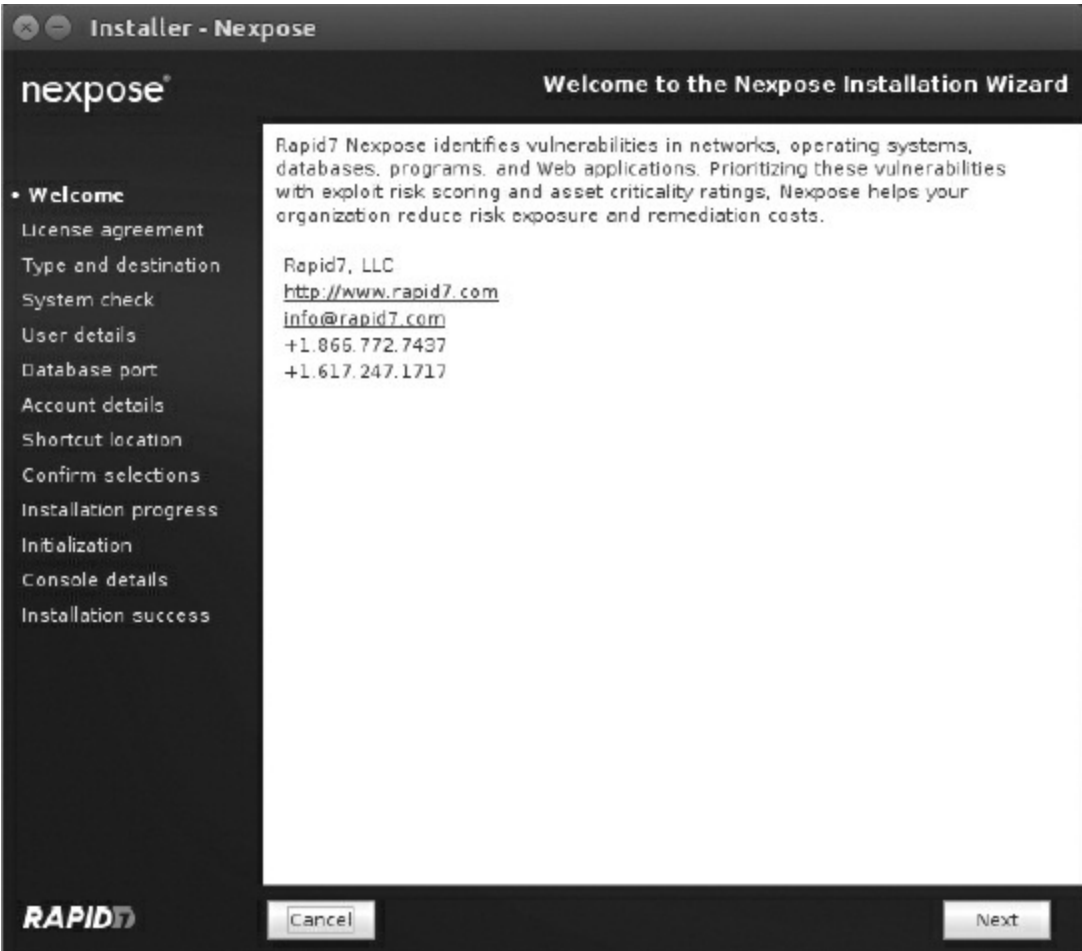 Installer - Nexpose
nexpose®
Welcome to the Nexpose Installation Wizard
• Welcome
License agreement
Type and destination
System check
User details
Database port
Account details
Shortcut location
Confirm selections
Installation progress
Initialization
Console details
Installation success
Rapid7 Nexpose identifies vulnerabilities in networks, operating systems,
databases, programs, and Web applications. Prioritizing these vulnerabilities
with exploit risk scoring and asset criticality ratings, Nexpose helps your
organization reduce risk exposure and remediation costs.
Rapid7, LLC
http://www.rapid7.com
info@rapid7.com
+1.866.772.7437
+1.617.247.1717
RAPID7
Cancel
Next